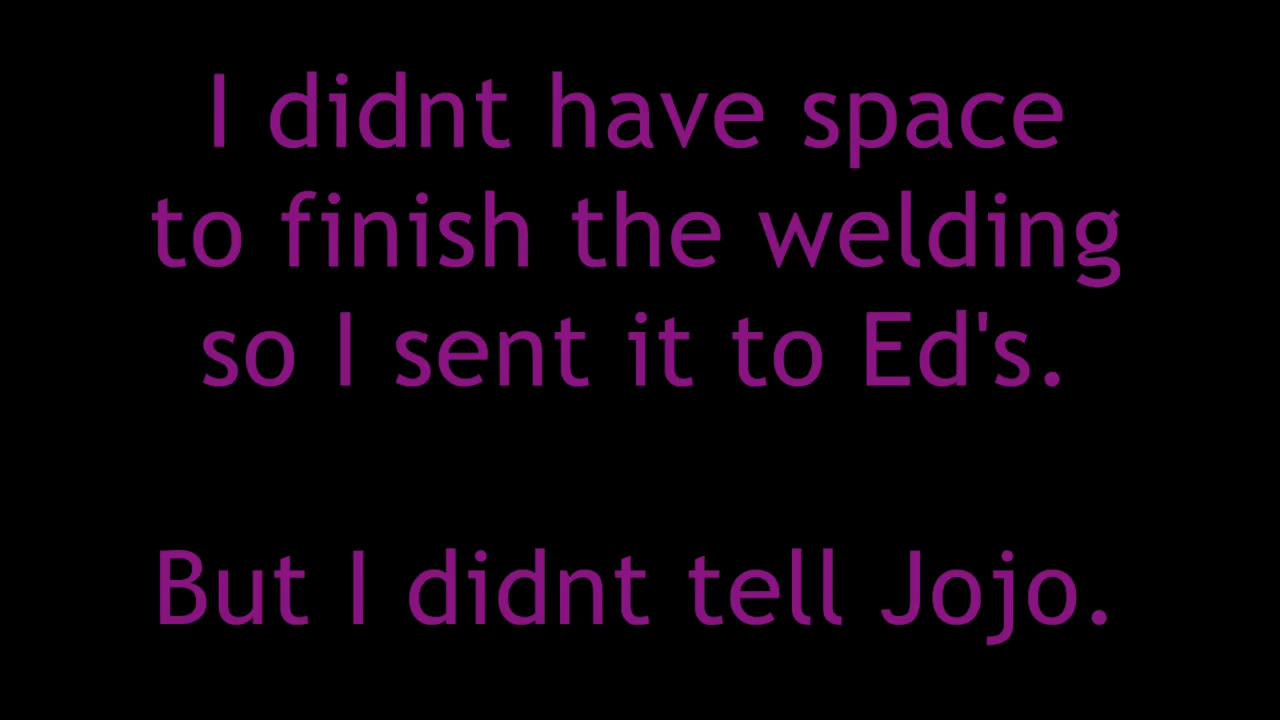 I didnt have space
to finish the welding
so I sent it to Ed's.
But I didnt tell Jojo.